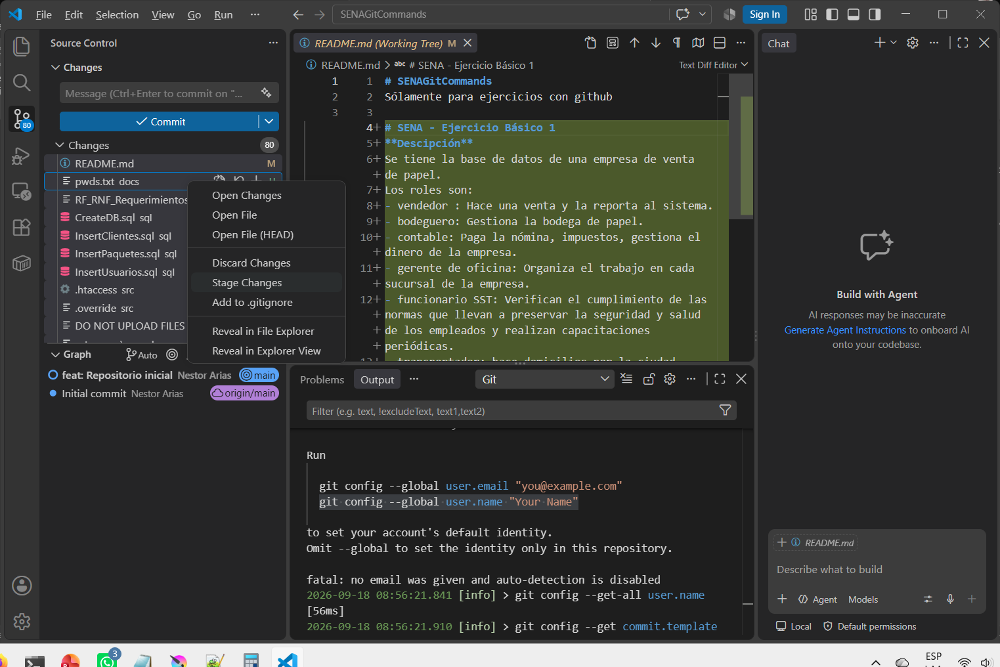 File Edit Selection View Go Run ··· SENAGitCommands Sign In
Source Control
Changes
Message (Ctrl+Enter to commit on "...
Commit
Changes 80
README.md M
pwds.txt docs
RF_RNF_Requerimientos
CreateDB.sql sql
InsertClientes.sql sql
InsertPaquetes.sql sql
InsertUsuarios.sql sql
.htaccess src
.override src
DO NOT UPLOAD FILES
80
Open Changes
Open File
Open File (HEAD)
Discard Changes
Stage Changes
Add to .gitignore
Reveal in File Explorer
Reveal in Explorer View
Graph Auto
feat: Repositorio inicial Nestor Arias main
Initial commit Nestor Arias origin/main
README.md (Working Tree) M
README.md > abc # SENA - Ejercicio Básico 1 Text Diff Editor
1 1 # SENAGitCommands
2 2 Sólamente para ejercicios con github
3 3
4+ # SENA - Ejercicio Básico 1
5+ **Descipción**
6+ Se tiene la base de datos de una empresa de venta
+ de papel.
7+ Los roles son:
8+ - vendedor : Hace una venta y la reporta al sistema.
9+ - bodeguero: Gestiona la bodega de papel.
10+ - contable: Paga la nómina, impuestos, gestiona el
+ dinero de la empresa.
11+ - gerente de oficina: Organiza el trabajo en cada
+ sucursal de la empresa.
12+ - funcionario SST: Verifican el cumplimiento de las
+ normas que llevan a preservar la seguridad y salud
+ de los empleados y realizan capacitaciones
+ periódicas.
13+ - transportador: hace domicilios por la ciudad
Problems Output ··· Git
Filter (e.g. text, !excludeText, text1,text2)
Run
git config --global user.email "you@example.com"
git config --global user.name "Your Name"
to set your account's default identity.
Omit --global to set the identity only in this repository.
fatal: no email was given and auto-detection is disabled
2026-09-18 08:56:21.841 [info] > git config --get-all user.name
[56ms]
2026-09-18 08:56:21.910 [info] > git config --get commit.template
Chat
Build with Agent
AI responses may be inaccurate
Generate Agent Instructions to onboard AI
onto your codebase.
README.md
Describe what to build
Agent Models
Local Default permissions
3
ESP